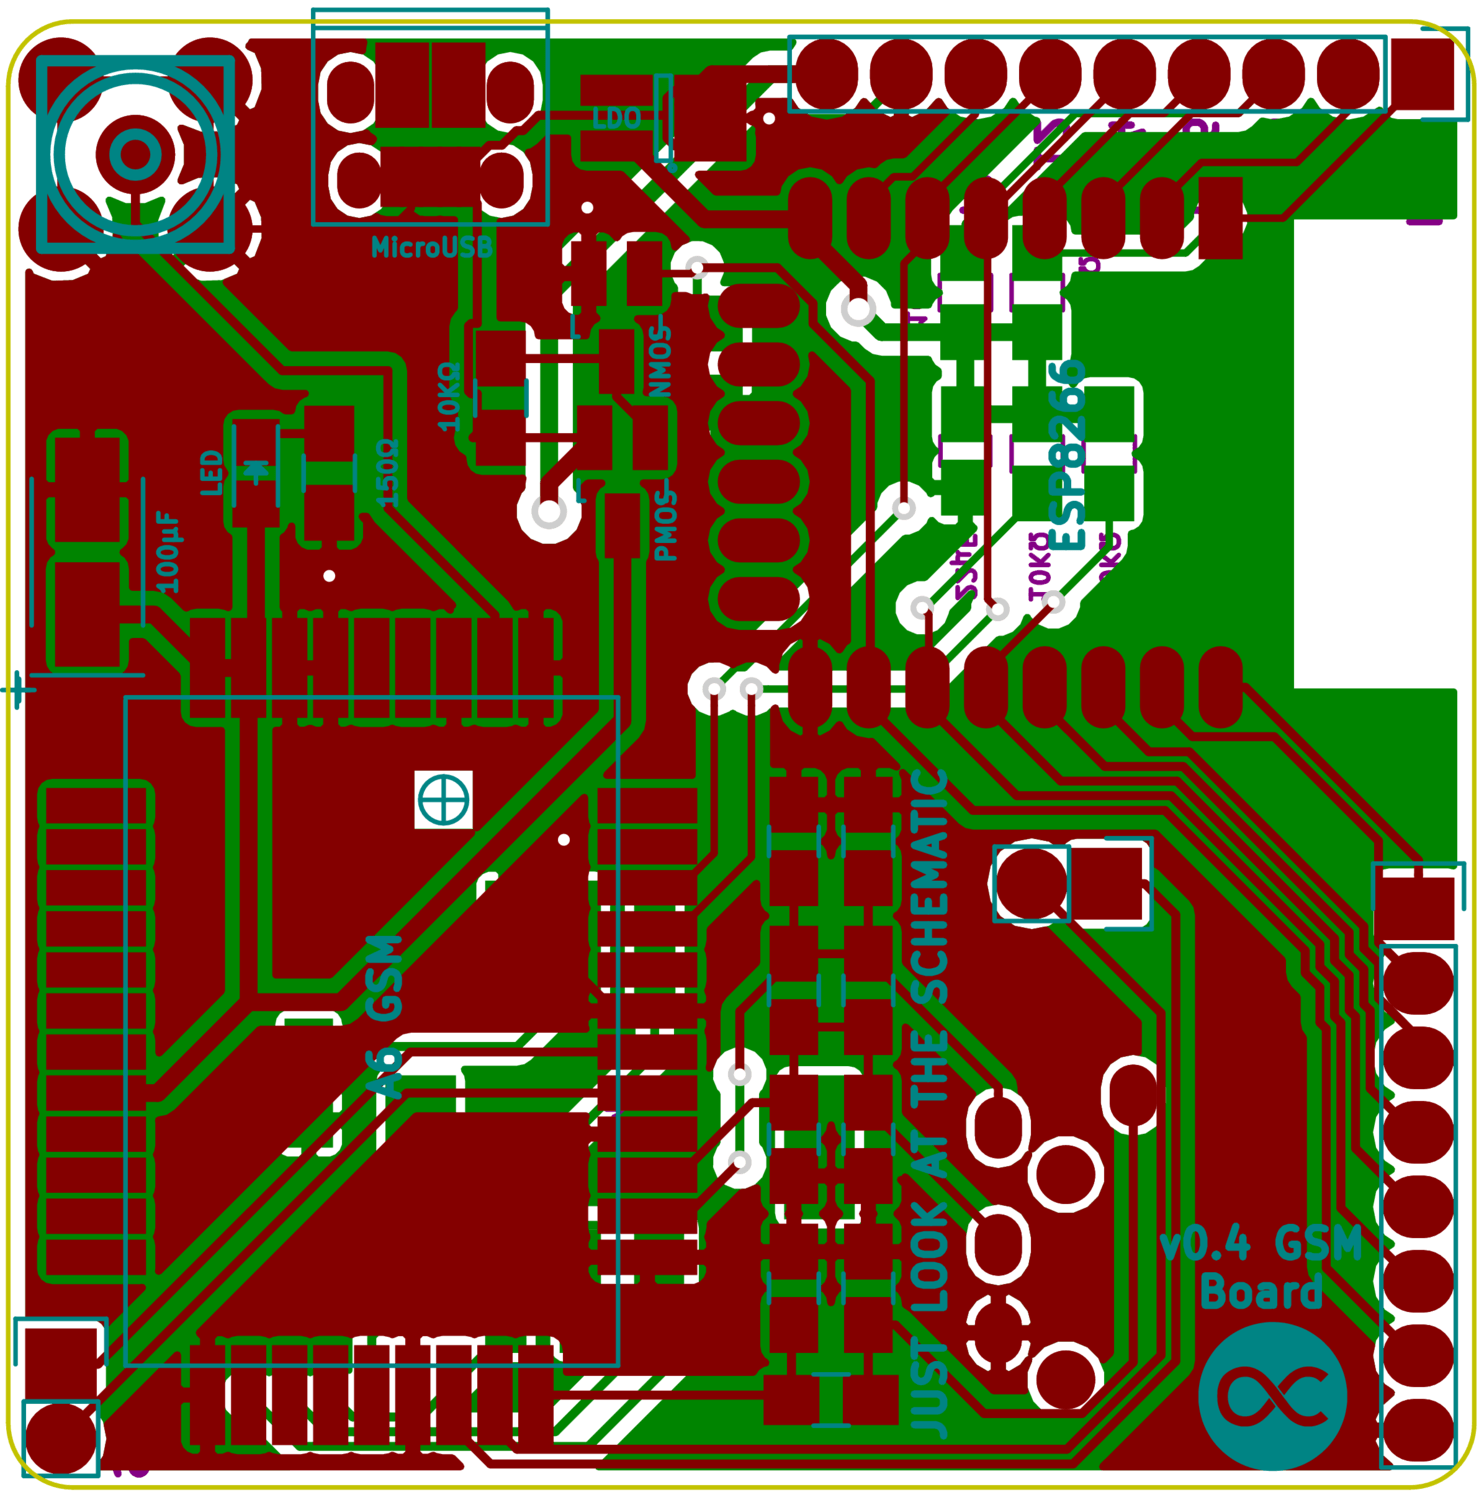 LDO
MicroUSB
NMOS
10KΩ
LED
150Ω
PMOS
100µF
ESP8266
10KΩ
A6 GSM
JUST LOOK AT THE SCHEMATIC
v0.4 GSM
Board